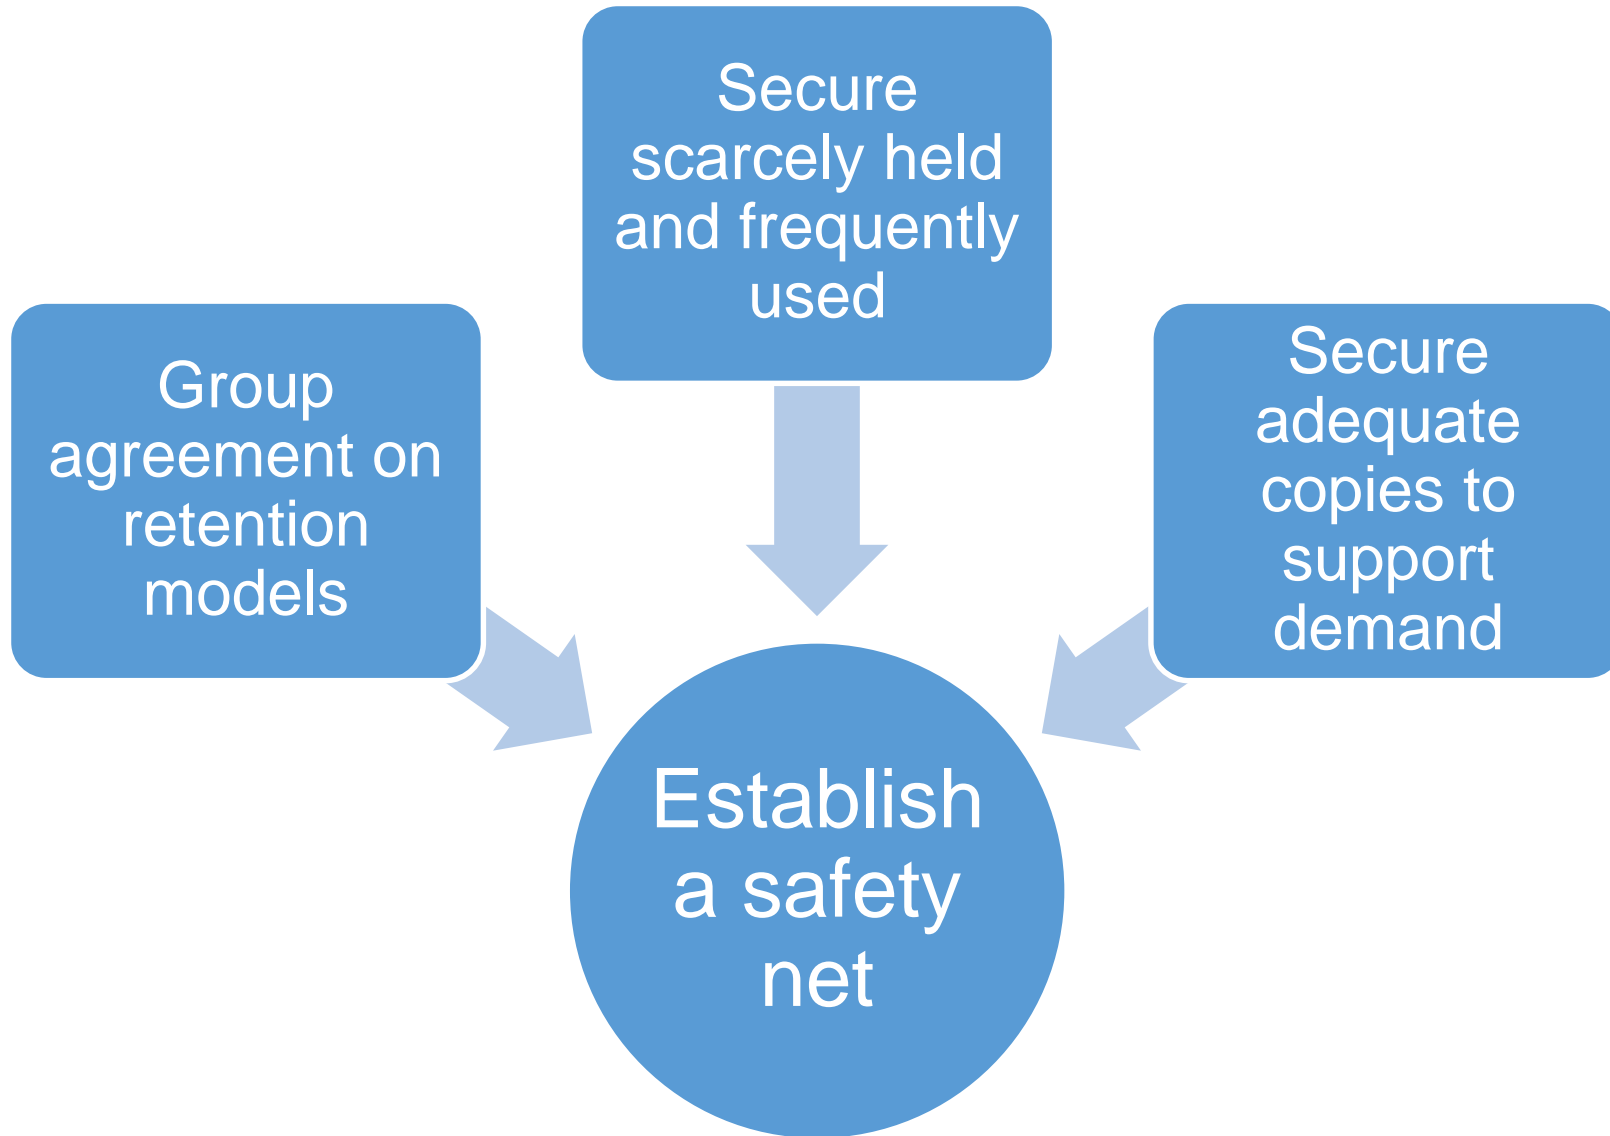 Secure
scarcely held
and frequently
used
Group
agreement on
retention
models
Secure
adequate
copies to
support
demand
Establish
a safety
net